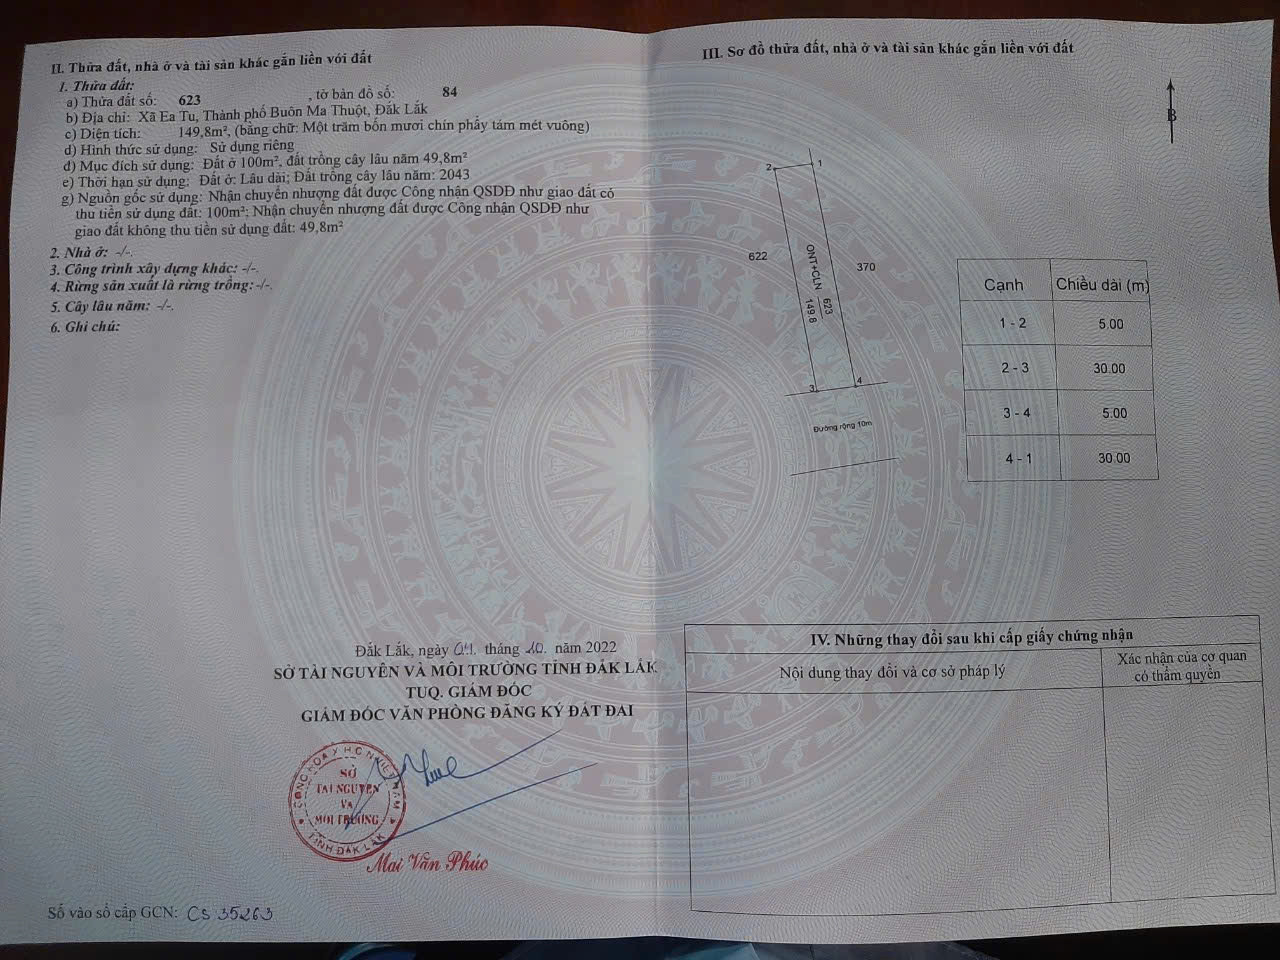 II. Thửa đất, nhà ở và tài sản khác gắn liền với đất
1. Thửa đất:
a) Thửa đất số: 623 , tờ bản đồ số: 84
b) Địa chỉ: Xã Ea Tu, Thành phố Buôn Ma Thuột, Đắk Lắk
c) Diện tích: 149,8m², (bằng chữ: Một trăm bốn mươi chín phẩy tám mét vuông)
d) Hình thức sử dụng: Sử dụng riêng
đ) Mục đích sử dụng: Đất ở 100m², đất trồng cây lâu năm 49,8m²
e) Thời hạn sử dụng: Đất ở: Lâu dài; Đất trồng cây lâu năm: 2043
g) Nguồn gốc sử dụng: Nhận chuyển nhượng đất được Công nhận QSDĐ như giao đất có
thu tiền sử dụng đất: 100m²; Nhận chuyển nhượng đất được Công nhận QSDĐ như
giao đất không thu tiền sử dụng đất: 49,8m²
2. Nhà ở: -/-.
3. Công trình xây dựng khác: -/-.
4. Rừng sản xuất là rừng trồng: -/-.
5. Cây lâu năm: -/-.
6. Ghi chú:
Đắk Lắk, ngày 04 tháng 10 năm 2022
SỞ TÀI NGUYÊN VÀ MÔI TRƯỜNG TỈNH ĐẮK LẮK
TUQ. GIÁM ĐỐC
GIÁM ĐỐC VĂN PHÒNG ĐĂNG KÝ ĐẤT ĐAI
CỘNG HÒA X H C N VIỆT NAM
SỞ
TÀI NGUYÊN
VÀ
MÔI TRƯỜNG
TỈNH ĐẮK LẮK
Mai Văn Phúc
Số vào sổ cấp GCN: CS 35263
III. Sơ đồ thửa đất, nhà ở và tài sản khác gắn liền với đất
B
2
1
622
ONT+CLN 623
149.8
370
3
4
Đường rộng 10m
Cạnh Chiều dài (m)
1 - 2 5.00
2 - 3 30.00
3 - 4 5.00
4 - 1 30.00
IV. Những thay đổi sau khi cấp giấy chứng nhận
Nội dung thay đổi và cơ sở pháp lý
Xác nhận của cơ quan
có thẩm quyền